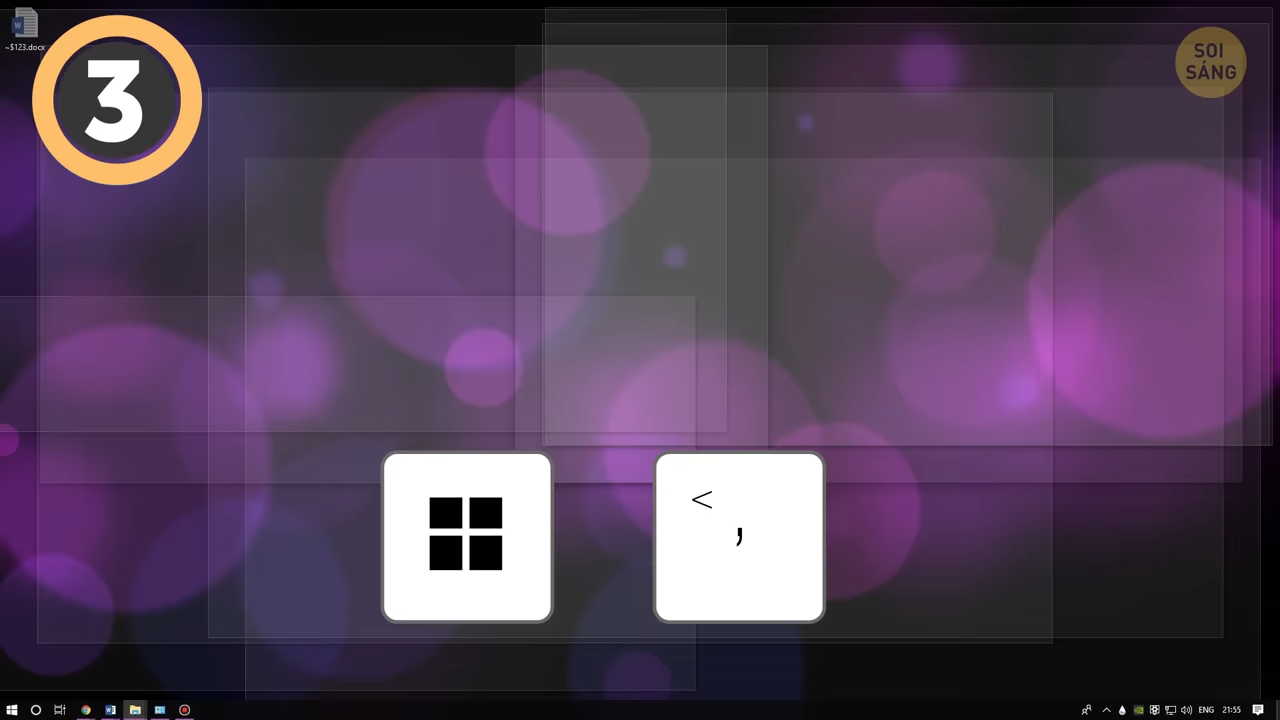 ~$123.docx
3
SOI
SÁNG
<
,
ENG
21:55